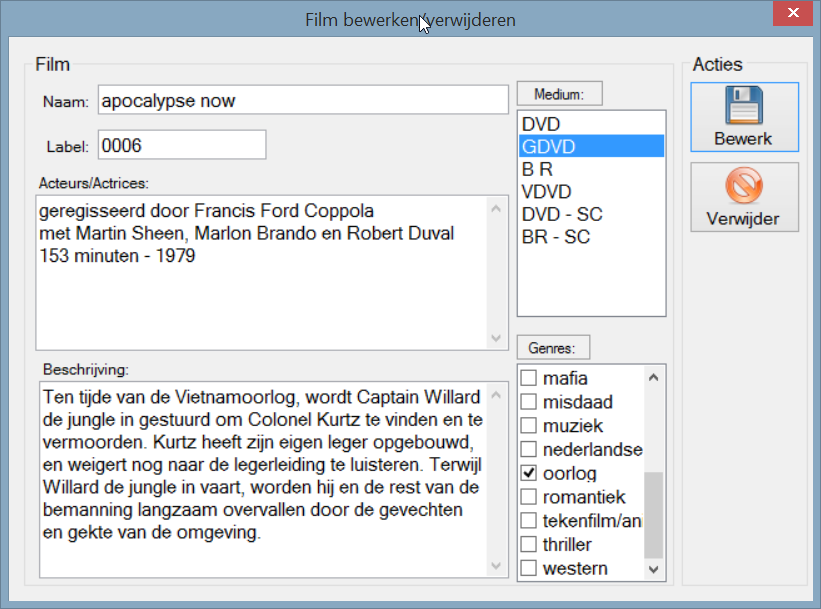 Film bewerken/verwijderen
Film
Naam: apocalypse now
Label: 0006
Acteurs/Actrices:
geregisseerd door Francis Ford Coppola
met Martin Sheen, Marlon Brando en Robert Duval
153 minuten - 1979
Beschrijving:
Ten tijde van de Vietnamoorlog, wordt Captain Willard
de jungle in gestuurd om Colonel Kurtz te vinden en te
vermoorden. Kurtz heeft zijn eigen leger opgebouwd,
en weigert nog naar de legerleiding te luisteren. Terwijl
Willard de jungle in vaart, worden hij en de rest van de
bemanning langzaam overvallen door de gevechten
en gekte van de omgeving.
Medium:
DVD
GDVD
B R
VDVD
DVD - SC
BR - SC
Genres:
mafia
misdaad
muziek
nederlandse
oorlog
romantiek
tekenfilm/ani
thriller
western
Acties
Bewerk
Verwijder